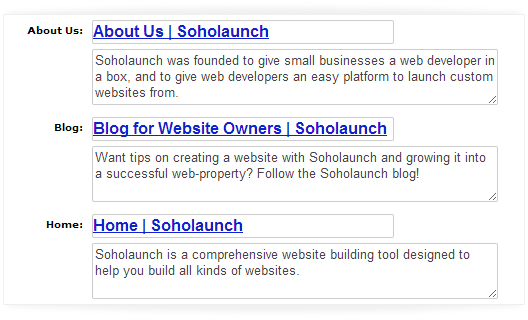 About Us: About Us | Soholaunch
Soholaunch was founded to give small businesses a web developer in
a box, and to give web developers an easy platform to launch custom
websites from.
Blog: Blog for Website Owners | Soholaunch
Want tips on creating a website with Soholaunch and growing it into
a successful web-property? Follow the Soholaunch blog!
Home: Home | Soholaunch
Soholaunch is a comprehensive website building tool designed to
help you build all kinds of websites.